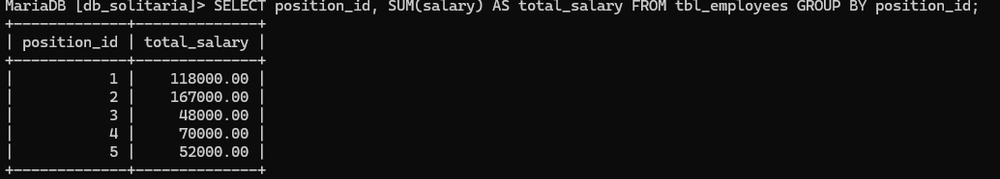 MariaDB [db_solitaria]> SELECT position_id, SUM(salary) AS total_salary FROM tbl_employees GROUP BY position_id;
+-------------+--------------+
| position_id | total_salary |
+-------------+--------------+
|           1 |    118000.00 |
|           2 |    167000.00 |
|           3 |     48000.00 |
|           4 |     70000.00 |
|           5 |     52000.00 |
+-------------+--------------+